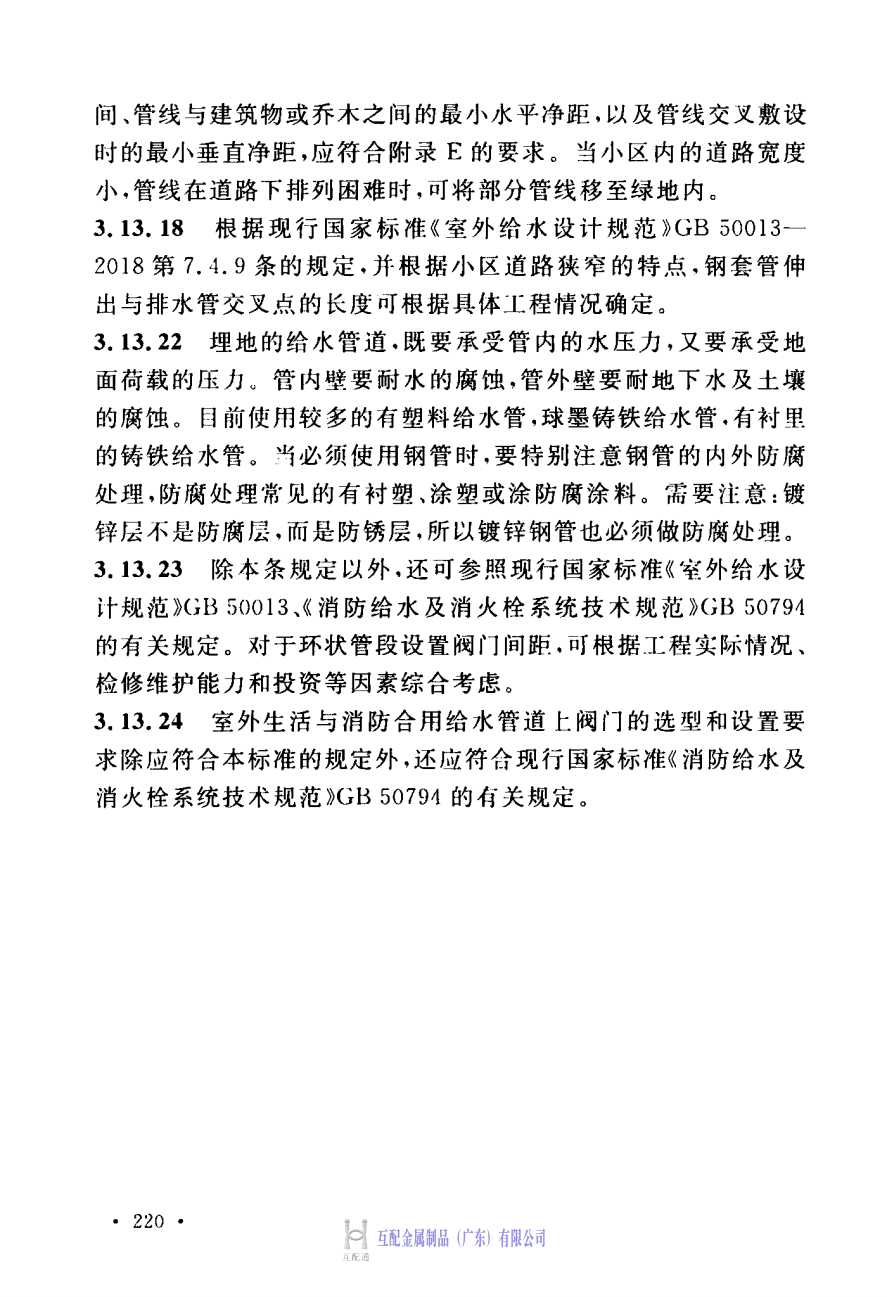 间、管线与建筑物或乔木之间的最小水平净距,以及管线交叉敷设
时的最小垂直净距,应符合附录 E 的要求。当小区内的道路宽度
小,管线在道路下排列困难时,可将部分管线移至绿地内。
3.13.18 根据现行国家标准《室外给水设计规范》GB 50013—
2018 第 7.4.9 条的规定,并根据小区道路狭窄的特点,钢套管伸
出与排水管交叉点的长度可根据具体工程情况确定。
3.13.22 埋地的给水管道,既要承受管内的水压力,又要承受地
面荷载的压力。管内壁要耐水的腐蚀,管外壁要耐地下水及土壤
的腐蚀。目前使用较多的有塑料给水管,球墨铸铁给水管,有衬里
的铸铁给水管。当必须使用钢管时,要特别注意钢管的内外防腐
处理,防腐处理常见的有衬塑、涂塑或涂防腐涂料。需要注意:镀
锌层不是防腐层,而是防锈层,所以镀锌钢管也必须做防腐处理。
3.13.23 除本条规定以外,还可参照现行国家标准《室外给水设
计规范》GB 50013、《消防给水及消火栓系统技术规范》GB 50794
的有关规定。对于环状管段设置阀门间距,可根据工程实际情况、
检修维护能力和投资等因素综合考虑。
3.13.24 室外生活与消防合用给水管道上阀门的选型和设置要
求除应符合本标准的规定外,还应符合现行国家标准《消防给水及
消火栓系统技术规范》GB 50794 的有关规定。
• 220 •
互配金属制品（广东）有限公司
互配通